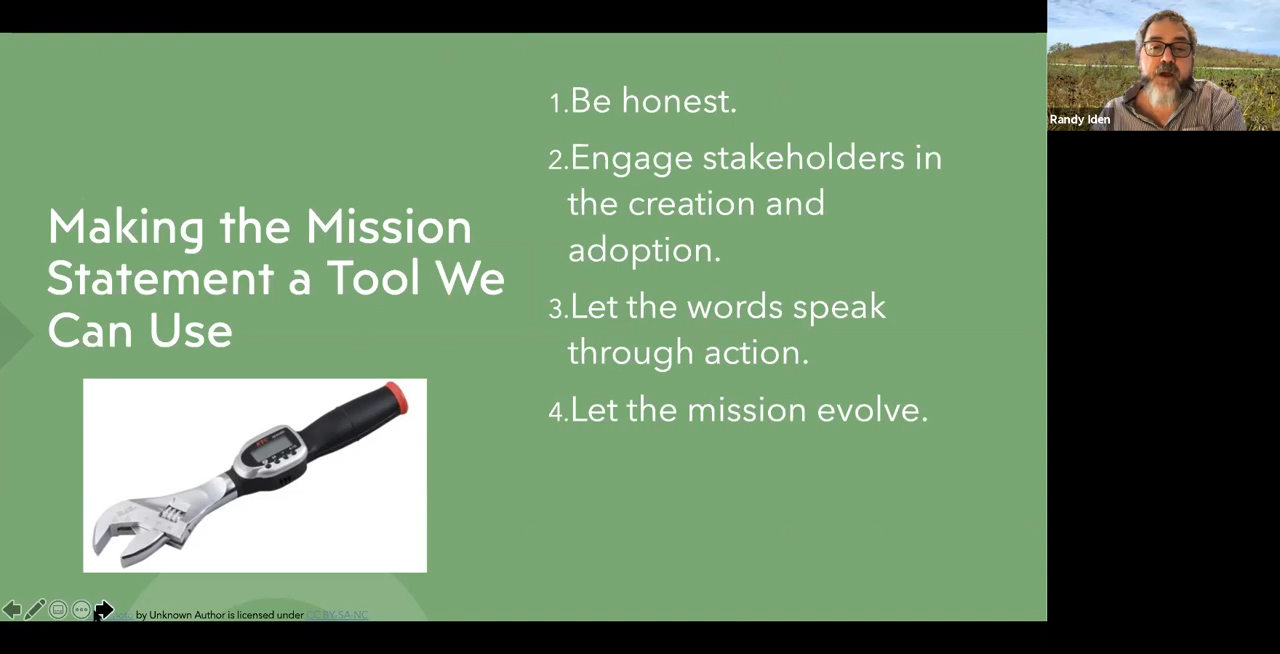 Making the Mission
Statement a Tool We
Can Use
1.Be honest.
2.Engage stakeholders in
the creation and
adoption.
3.Let the words speak
through action.
4.Let the mission evolve.
by Unknown Author is licensed under CC BY-SA-NC
Randy Iden